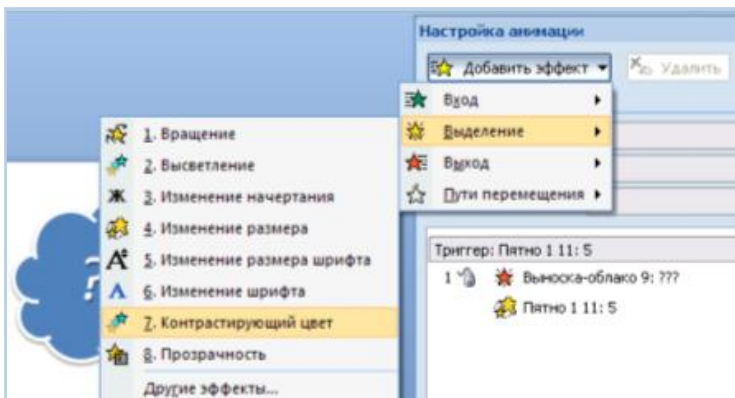 Настройка анимации
Добавить эффект
Удалить
Вход
Выделение
Выход
Пути перемещения
1. Вращение
2. Высветление
3. Изменение начертания
4. Изменение размера
5. Изменение размера шрифта
6. Изменение шрифта
7. Контрастирующий цвет
8. Прозрачность
Другие эффекты...
?
Триггер: Пятно 1 11: 5
1 Выноска-облако 9: ???
Пятно 1 11: 5